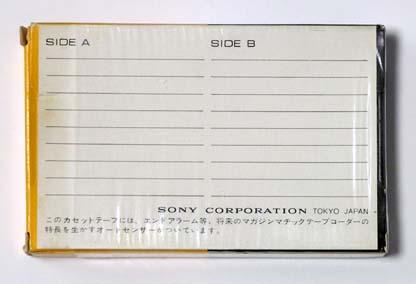 SIDE A SIDE B
SONY CORPORATION TOKYO JAPAN
このカセットテープには、エンドアラーム等、将来のマガジンマチックテープコーダーの
特長を生かすオートセンサーがついています。